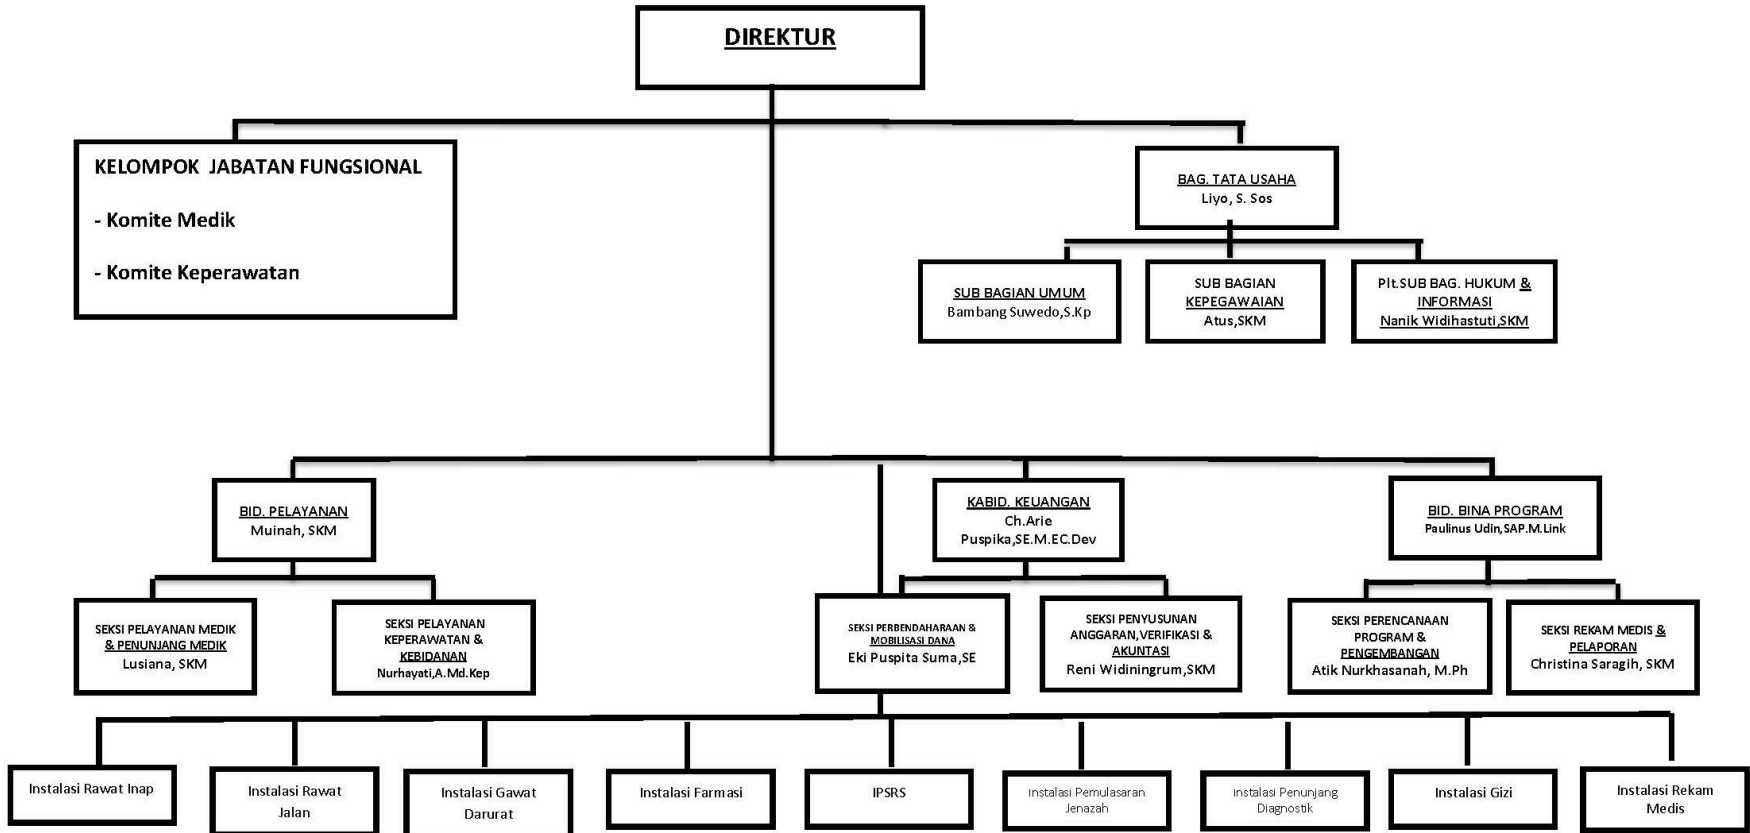 DIREKTUR
KELOMPOK JABATAN FUNGSIONAL
- Komite Medik
- Komite Keperawatan
BAG. TATA USAHA
Liyo, S. Sos
SUB BAGIAN UMUM
Bambang Suwedo,S.Kp
SUB BAGIAN
KEPEGAWAIAN
Atus,SKM
Plt.SUB BAG. HUKUM &
INFORMASI
Nanik Widihastuti,SKM
BID. PELAYANAN
Muinah, SKM
KABID. KEUANGAN
Ch.Arie
Puspika,SE.M.EC.Dev
BID. BINA PROGRAM
Paulinus Udin,SAP.M.Link
SEKSI PELAYANAN MEDIK
& PENUNJANG MEDIK
Lusiana, SKM
SEKSI PELAYANAN
KEPERAWATAN &
KEBIDANAN
Nurhayati,A.Md.Kep
SEKSI PERBENDAHARAAN &
MOBILISASI DANA
Eki Puspita Suma,SE
SEKSI PENYUSUNAN
ANGGARAN,VERIFIKASI &
AKUNTASI
Reni Widiningrum,SKM
SEKSI PERENCANAAN
PROGRAM &
PENGEMBANGAN
Atik Nurkhasanah, M.Ph
SEKSI REKAM MEDIS &
PELAPORAN
Christina Saragih, SKM
Instalasi Rawat Inap
Instalasi Rawat
Jalan
Instalasi Gawat
Darurat
Instalasi Farmasi
IPSRS
Instalasi Pemulasaran
Jenazah
Instalasi Penunjang
Diagnostik
Instalasi Gizi
Instalasi Rekam
Medis